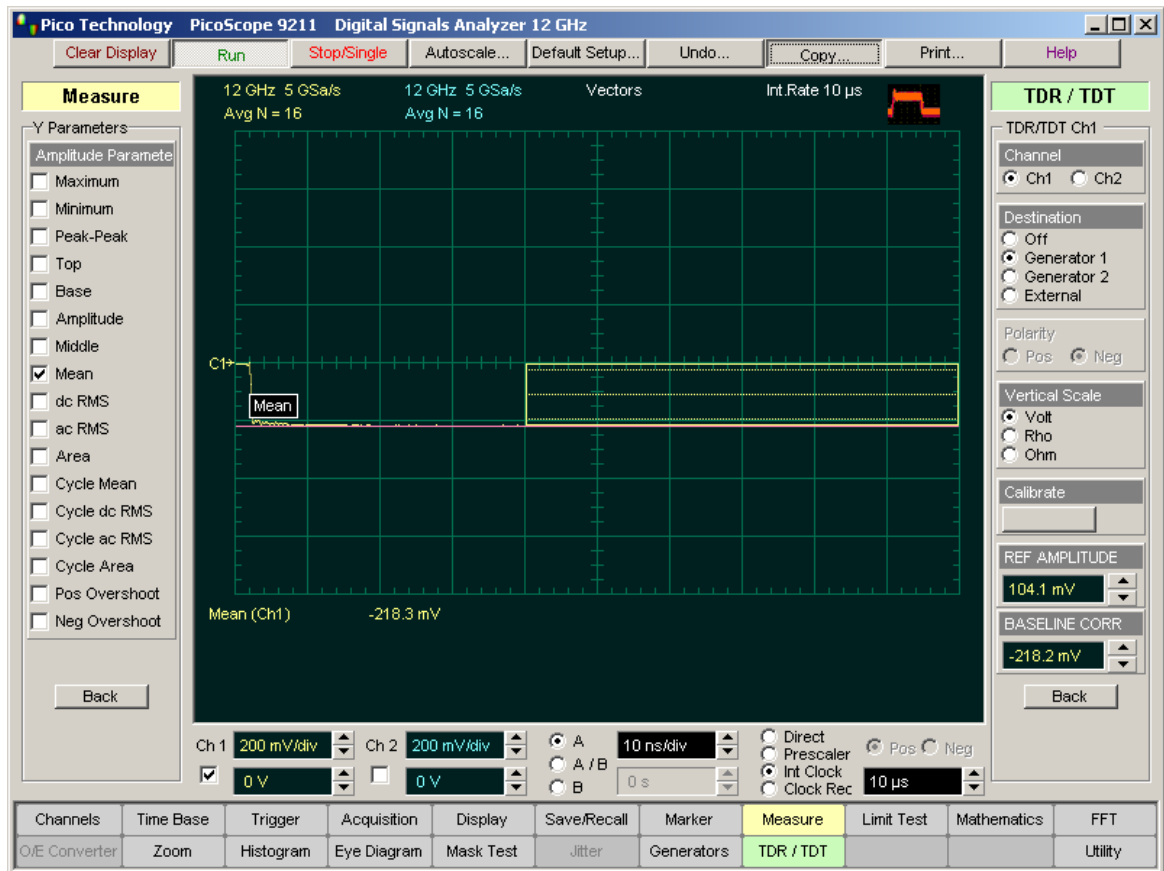 Pico Technology PicoScope 9211 Digital Signals Analyzer 12 GHz
Clear Display Run Stop/Single Autoscale... Default Setup... Undo... Copy... Print... Help
Measure
Y Parameters
Amplitude Paramete
Maximum
Minimum
Peak-Peak
Top
Base
Amplitude
Middle
Mean
dc RMS
ac RMS
Area
Cycle Mean
Cycle dc RMS
Cycle ac RMS
Cycle Area
Pos Overshoot
Neg Overshoot
Back
12 GHz 5 GSa/s 12 GHz 5 GSa/s Vectors Int.Rate 10 µs
Avg N = 16 Avg N = 16
C1
Mean
Mean (Ch1) -218.3 mV
TDR / TDT
TDR/TDT Ch1
Channel
Ch1 Ch2
Destination
Off
Generator 1
Generator 2
External
Polarity
Pos Neg
Vertical Scale
Volt
Rho
Ohm
Calibrate
REF AMPLITUDE
104.1 mV
BASELINE CORR
-218.2 mV
Back
Ch 1 200 mV/div Ch 2 200 mV/div A 10 ns/div Direct
A / B Prescaler Pos Neg
0 V 0 V B 0 s Int Clock
Clock Rec 10 µs
Channels Time Base Trigger Acquisition Display Save/Recall Marker Measure Limit Test Mathematics FFT
O/E Converter Zoom Histogram Eye Diagram Mask Test Jitter Generators TDR / TDT Utility